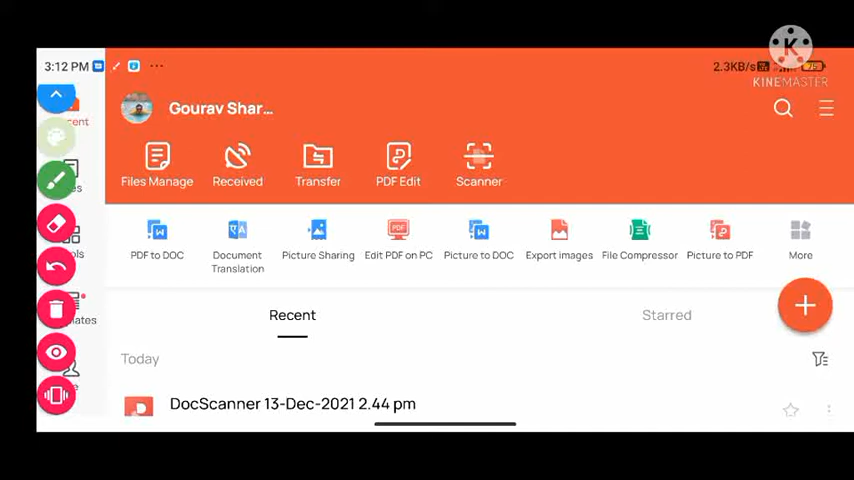 3:12 PM
2.3KB/s
75
K
KINEMASTER
Gourav Shar...
Files Manage
Received
Transfer
PDF Edit
Scanner
PDF to DOC
Document
Translation
Picture Sharing
Edit PDF on PC
Picture to DOC
Export images
File Compressor
Picture to PDF
More
Recent
Starred
Today
DocScanner 13-Dec-2021 2.44 pm